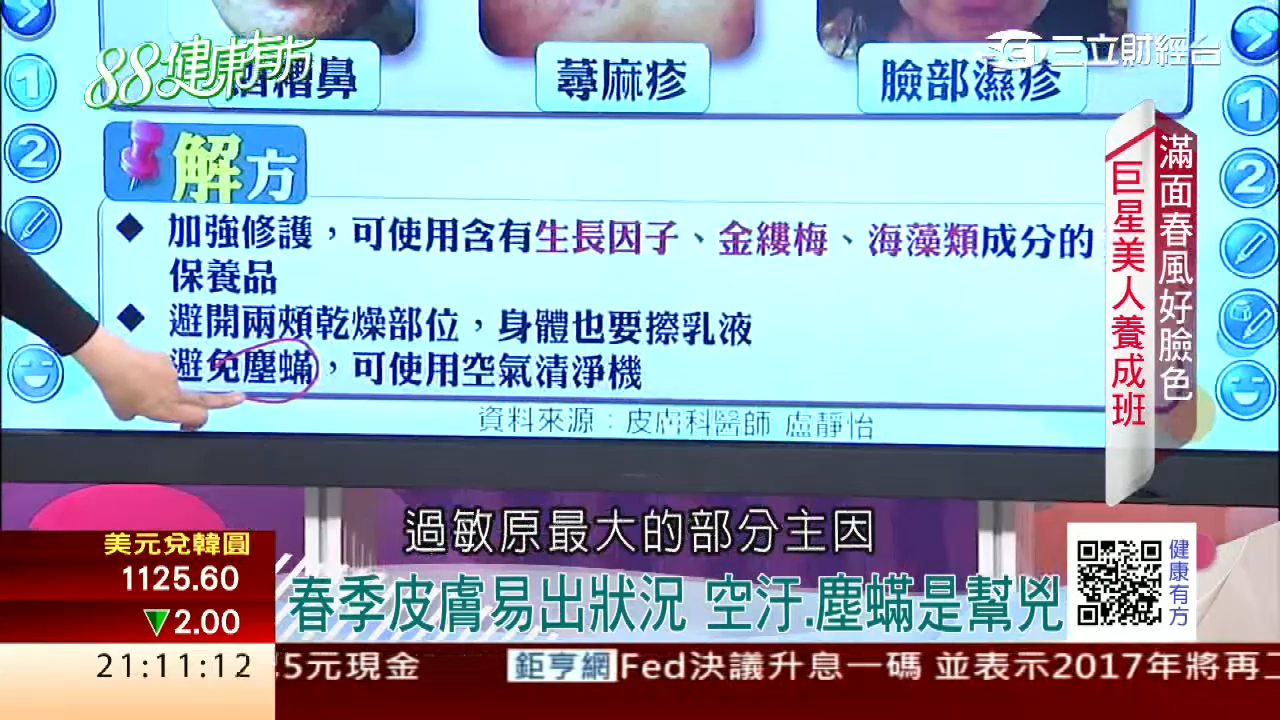 88健康有方
三立財經台
酒糟鼻
蕁麻疹
臉部濕疹
1
2
1
2
解方
◆ 加強修護，可使用含有生長因子、金縷梅、海藻類成分的
保養品
◆ 避開兩頰乾燥部位，身體也要擦乳液
避免塵蟎，可使用空氣清淨機
資料來源：皮膚科醫師 盧靜怡
滿面春風好臉色
巨星美人養成班
過敏原最大的部分主因
美元兌韓圓
1125.60
▼2.00
春季皮膚易出狀況 空汙.塵蟎是幫兇
健康有方
21:11:12
5元現金 鉅亨網 Fed決議升息一碼 並表示2017年將再